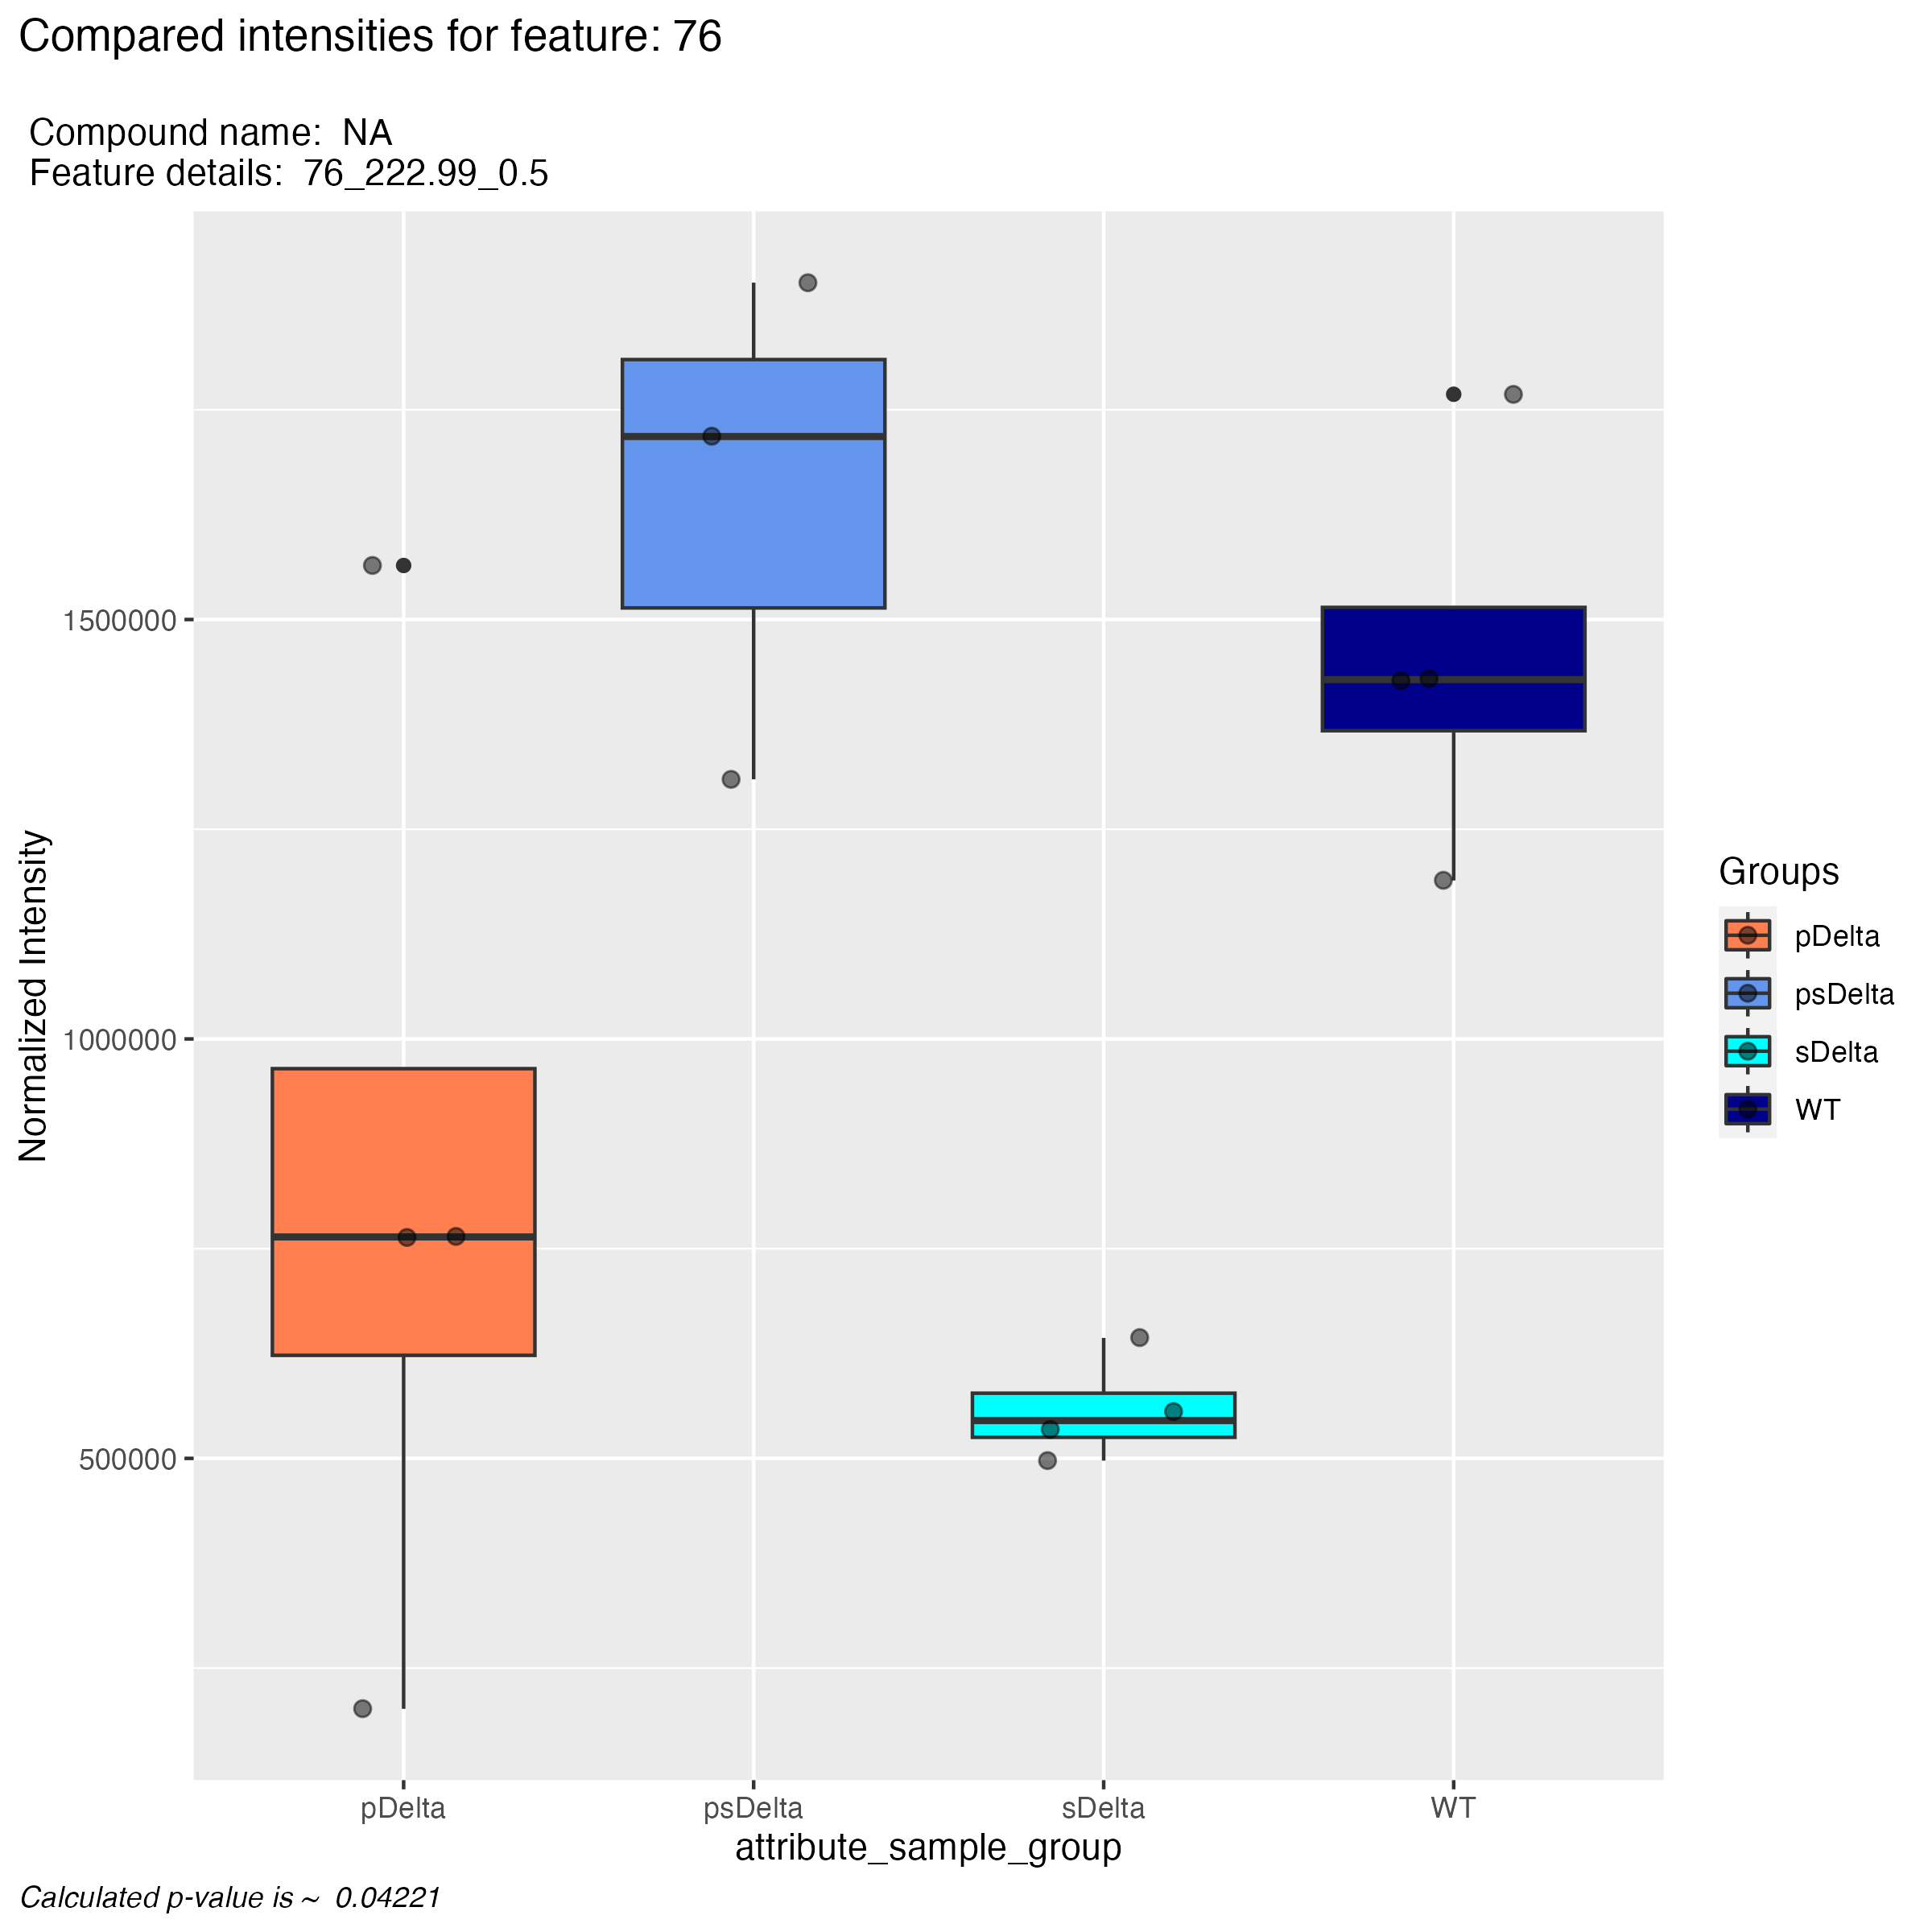 Compared intensities for feature: 76
Compound name:  NA
Feature details:  76_222.99_0.5
Normalized Intensity
1500000
1000000
500000
pDelta
psDelta
sDelta
WT
attribute_sample_group
Groups
pDelta
psDelta
sDelta
WT
Calculated p-value is ~  0.04221